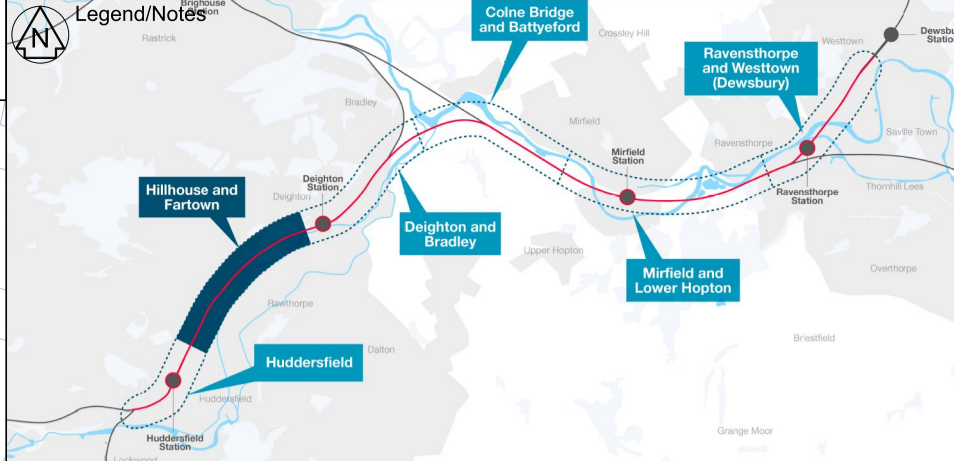 Brighouse
Station
Legend/Notes
N
Rastrick
Colne Bridge
and Battyeford
Crossley Hill
Westtown
Ravensthorpe
and Westtown
(Dewsbury)
Bradley
Mirfield
Saville Town
Ravensthorpe
Mirfield
Station
Deighton
Station
Deighton
Hillhouse and
Fartown
Ravensthorpe
Station
Thornhill Lees
Deighton and
Bradley
Upper Hopton
Mirfield and
Lower Hopton
Overthorpe
Rawthorpe
Briestfield
Dalton
Huddersfield
Huddersfield
Grange Moor
Huddersfield
Station
Lockwood